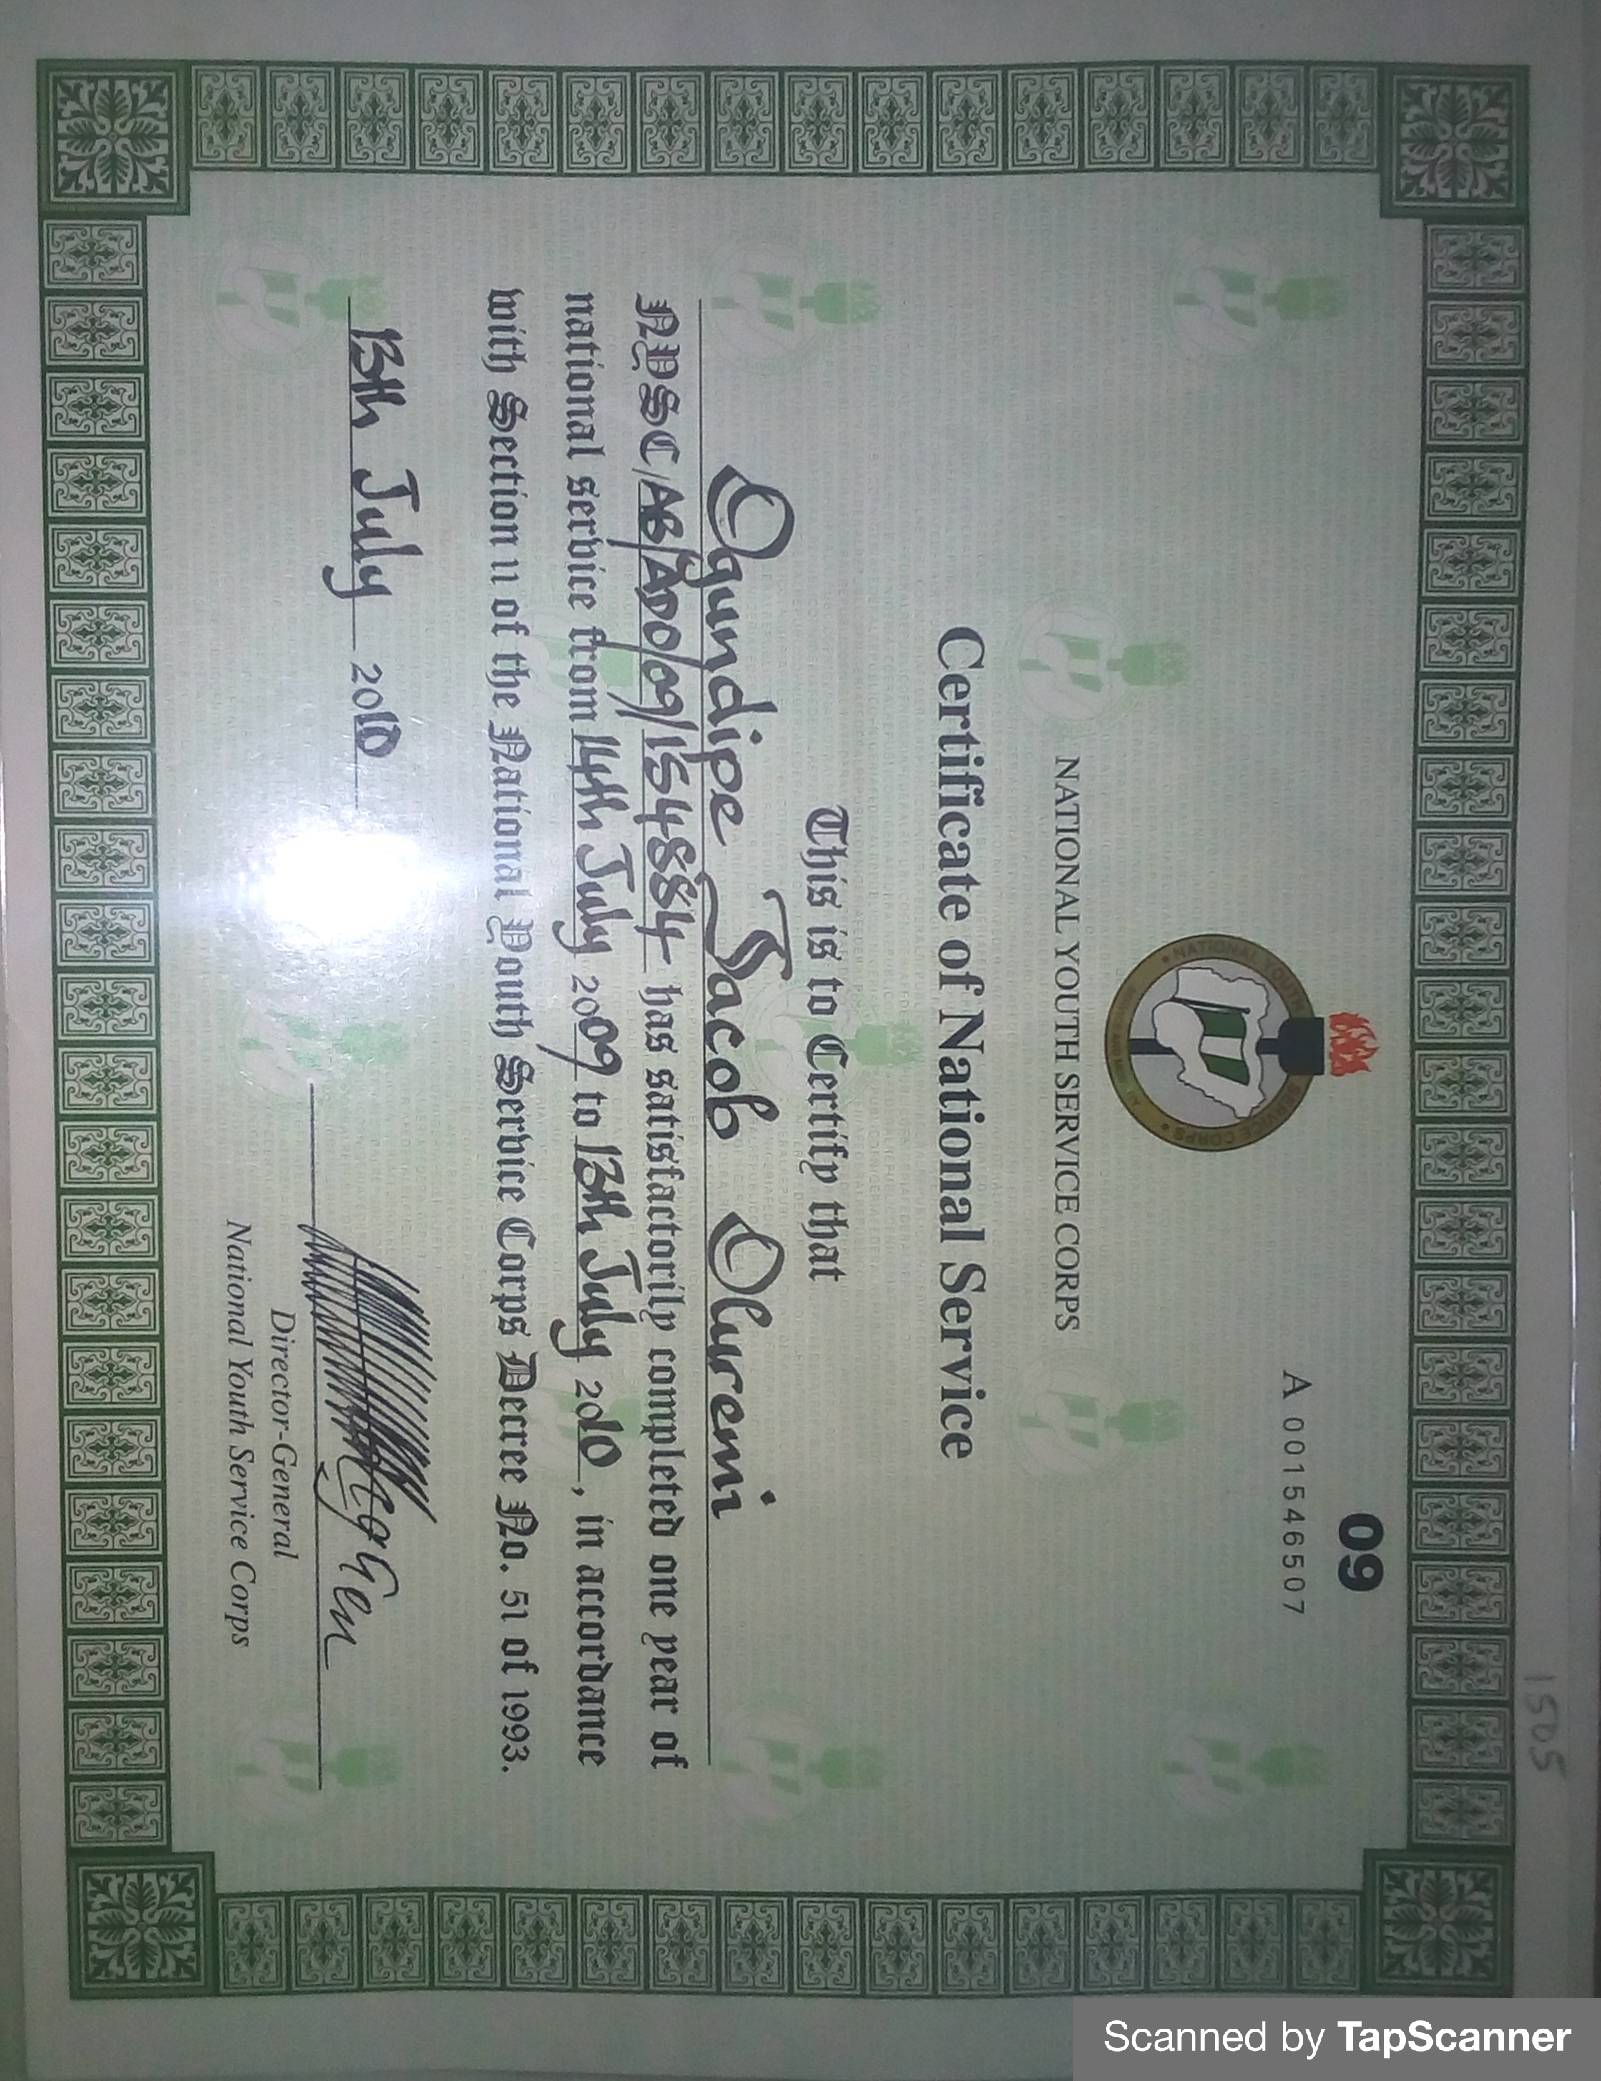 1505
09
A 001546507
NATIONAL YOUTH SERVICE CORPS
Certificate of National Service
This is to Certify that
Ogundipe Jacob Oluremi
NYSC/AB/ADO/09/154884 has satisfactorily completed one year of
national service from 14th July 2009 to 13th July 2010, in accordance
with Section 11 of the National Youth Service Corps Decree No. 51 of 1993.
13th July 2010
Director-General
National Youth Service Corps
Scanned by TapScanner